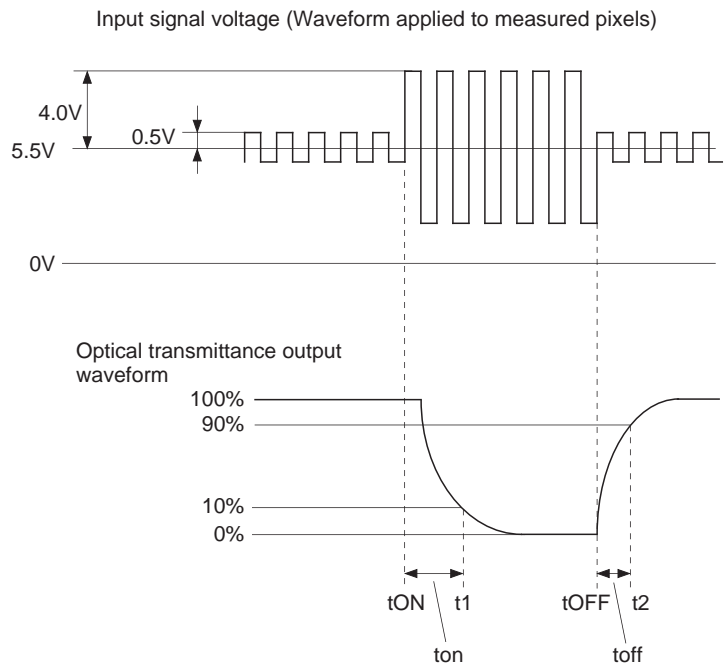 Input signal voltage (Waveform applied to measured pixels)
4.0V
0.5V
5.5V
0V
Optical transmittance output
waveform
100%
90%
10%
0%
tON t1 tOFF t2
ton toff